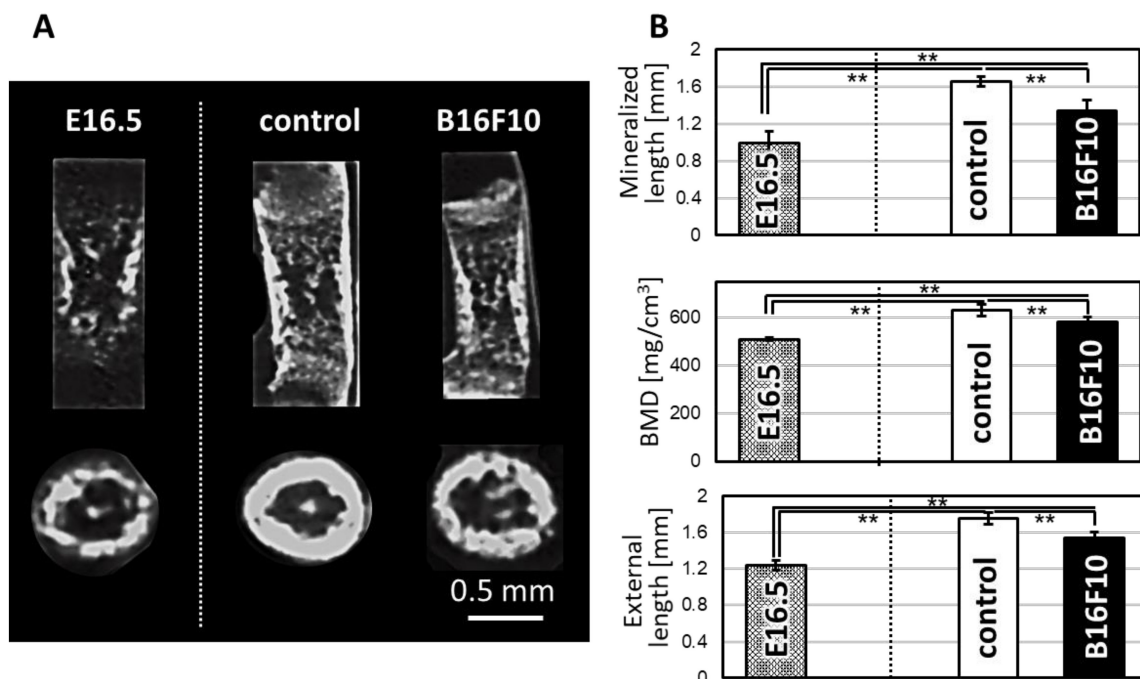 A
E16.5
control
B16F10
0.5 mm
B
Mineralized
length [mm]
2
1.6
1.2
0.8
0.4
0
**
**
**
E16.5
control
B16F10
BMD [mg/cm³]
600
400
200
0
**
**
**
E16.5
control
B16F10
External
length [mm]
2
1.6
1.2
0.8
0.4
0
**
**
**
E16.5
control
B16F10